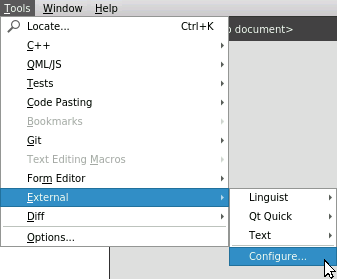 Tools Window Help
Locate... Ctrl+K
document>
C++
QML/JS
Tests
Code Pasting
Bookmarks
Git
Text Editing Macros
Form Editor
External
Linguist
Diff
Qt Quick
Text
Options...
Configure...